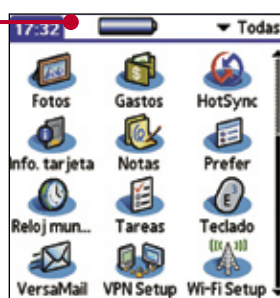 17:32 Todas
Fotos Gastos HotSync
Info. tarjeta Notas Prefer
Reloj mun... Tareas Teclado
VersaMail VPN Setup Wi-Fi Setup